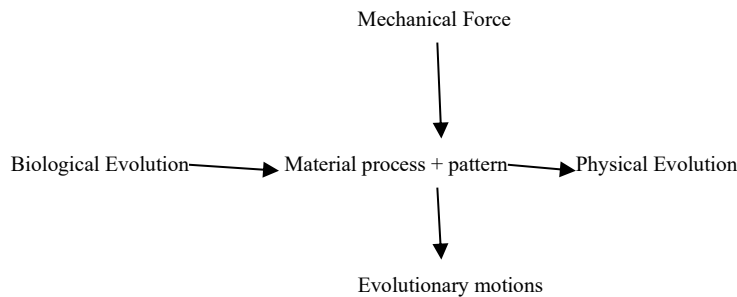 Mechanical Force
Biological Evolution
Material process + pattern
Physical Evolution
Evolutionary motions